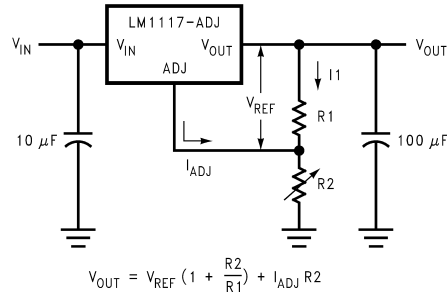 LM1117-ADJ
V_IN
V_IN
V_OUT
V_OUT
ADJ
I1
V_REF
R1
10 μF
100 μF
I_ADJ
R2
V_OUT = V_REF (1 + R2/R1) + I_ADJ R2